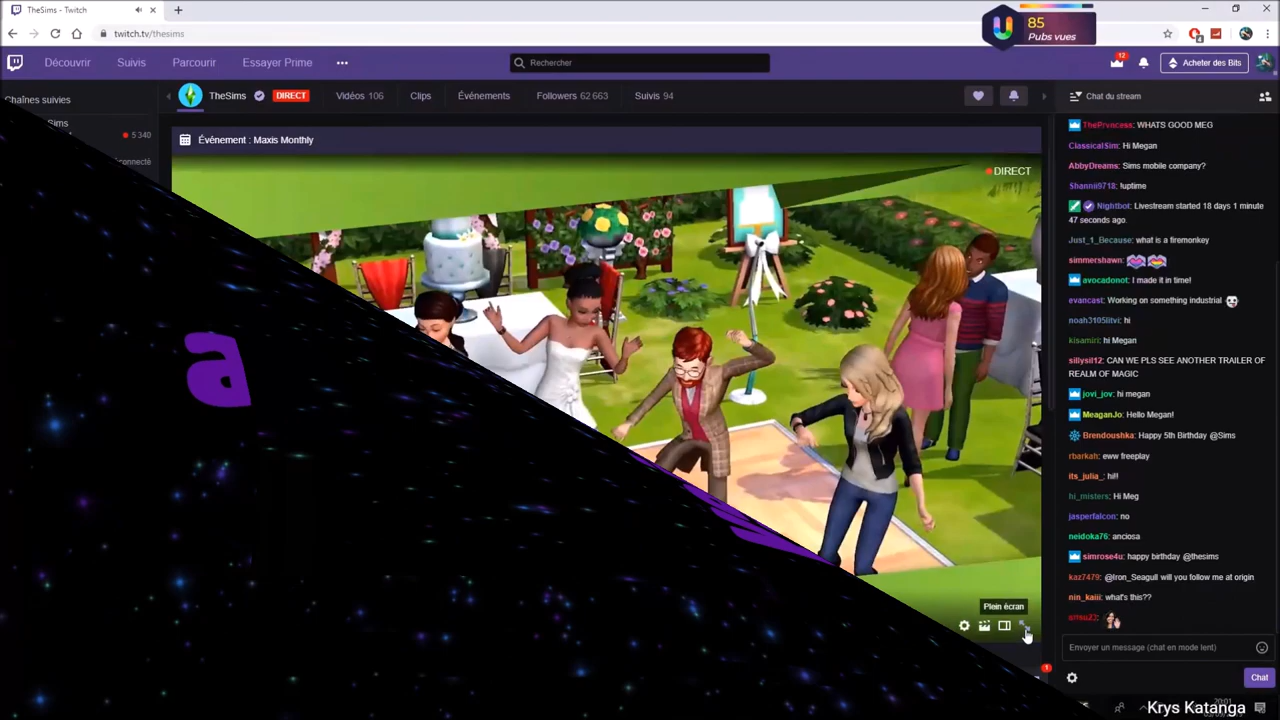 TheSims - Twitch
twitch.tv/thesims
85
Pubs vues
Découvrir
Suivis
Parcourir
Essayer Prime
Rechercher
12
Acheter des Bits
Chaînes suivies
Sims
5 340
TheSims
DIRECT
Vidéos 106
Clips
Événements
Followers 62 663
Suivis 94
Chat du stream
Événement : Maxis Monthly
DIRECT
a
Plein écran
ThePrvncess: WHATS GOOD MEG
ClassicalSim: Hi Megan
AbbyDreams: Sims mobile company?
Shannii9718: !uptime
Nightbot: Livestream started 18 days 1 minute
47 seconds ago.
Just_1_Because: what is a firemonkey
simmershawn:
avocadonot: I made it in time!
evancast: Working on something industrial
noah3105litvi: hi
kisamiri: hi Megan
sillysil12: CAN WE PLS SEE ANOTHER TRAILER OF
REALM OF MAGIC
jovi_jov: hi megan
MeaganJo: Hello Megan!
Brendoushka: Happy 5th Birthday @Sims
rbarkah: eww freeplay
its_julia_: hi!!
hi_misters: Hi Meg
jasperfalcon: no
neidoka76: anciosa
simrose4u: happy birthday @thesims
kaz7479: @Iron_Seagull will you follow me at origin
nin_kaiii: what's this??
Envoyer un message (chat en mode lent)
1
Chat
Krys Katanga